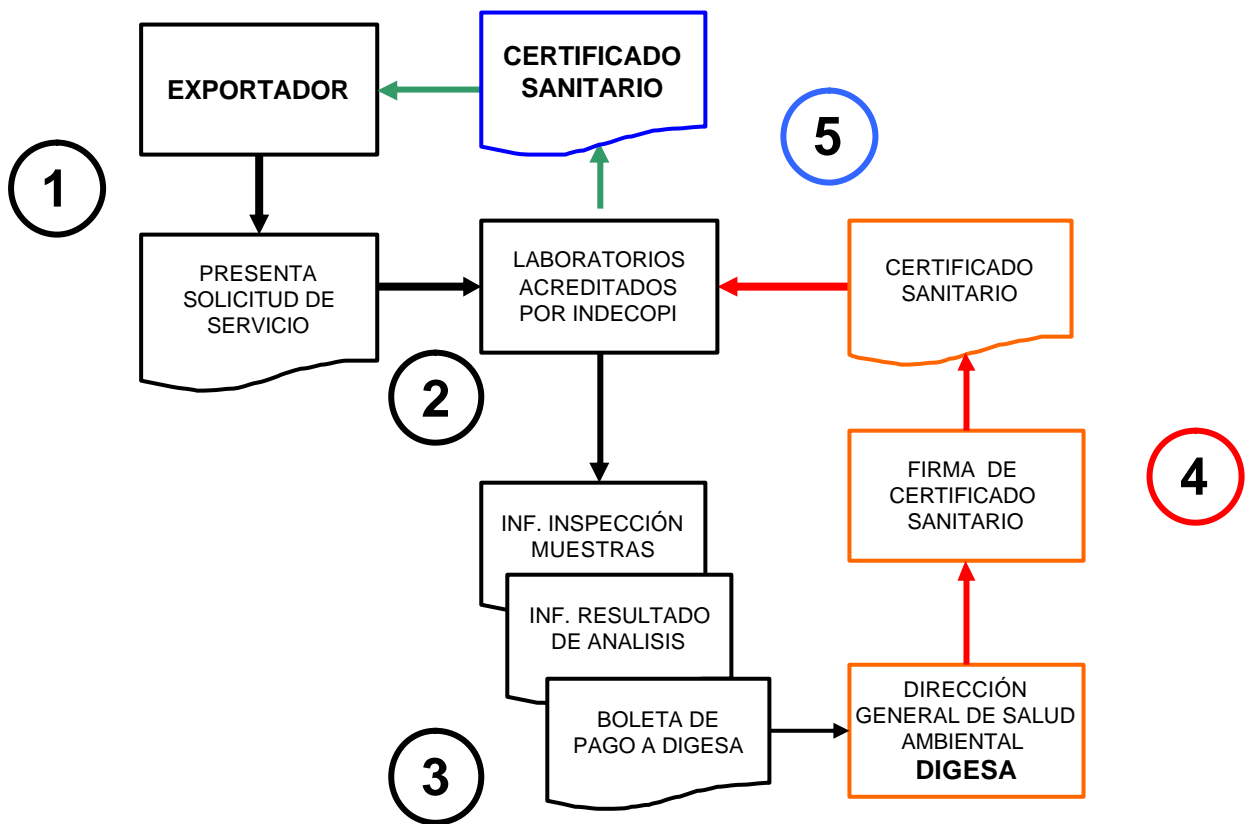 EXPORTADOR
CERTIFICADO
SANITARIO
5
1
PRESENTA
SOLICITUD DE
SERVICIO
LABORATORIOS
ACREDITADOS
POR INDECOPI
CERTIFICADO
SANITARIO
2
INF. INSPECCIÓN
MUESTRAS
FIRMA DE
CERTIFICADO
SANITARIO
4
INF. RESULTADO
DE ANALISIS
BOLETA DE
PAGO A DIGESA
DIRECCIÓN
GENERAL DE SALUD
AMBIENTAL
DIGESA
3